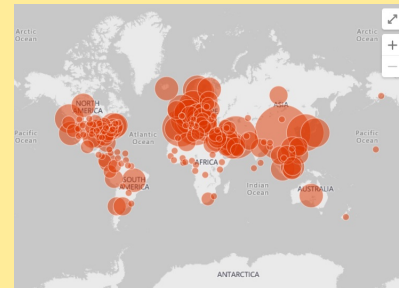 Arctic
Ocean
Arctic
Ocean
NORTH
AMERICA
ASIA
Pacific
Ocean
Atlantic
Ocean
Pacific
Ocean
AFRICA
SOUTH
AMERICA
Indian
Ocean
AUSTRALIA
ANTARCTICA